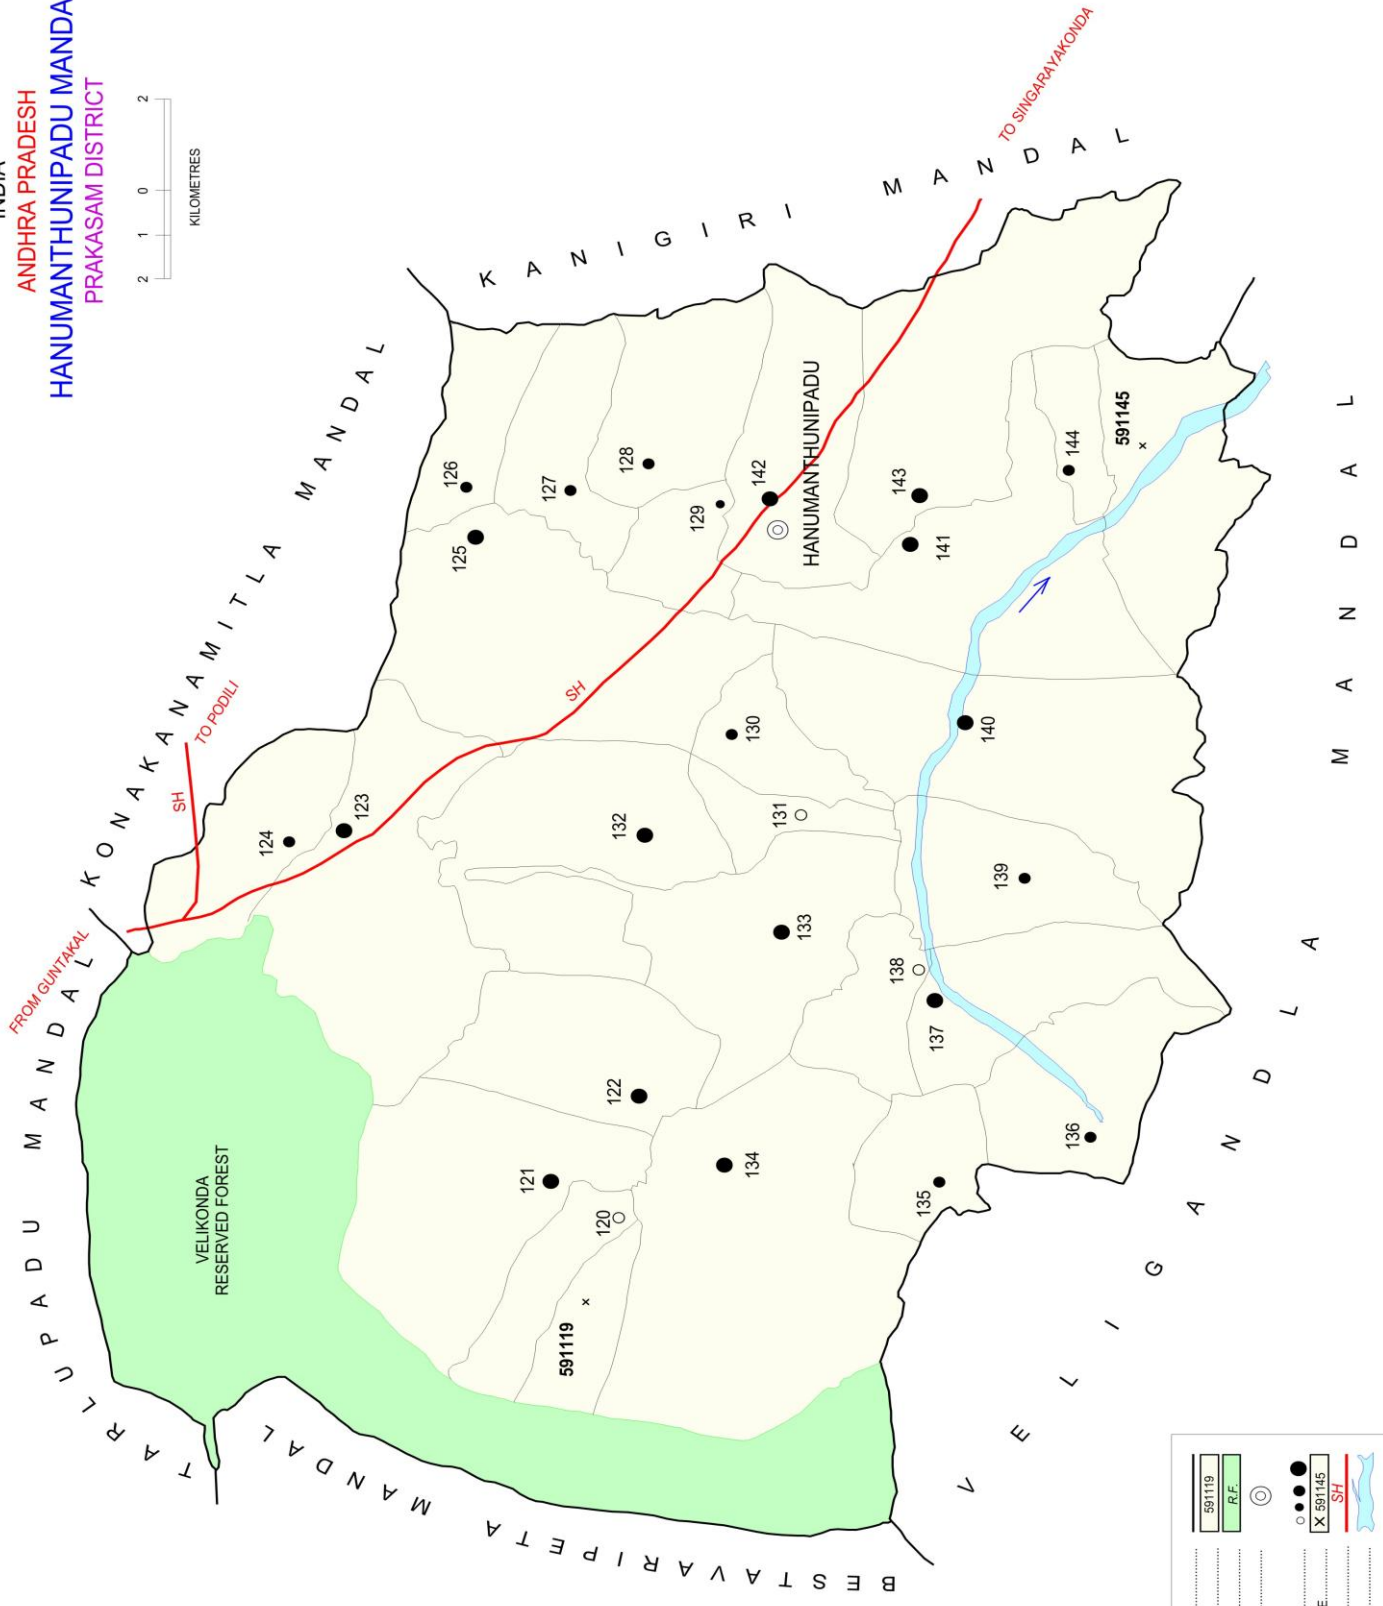 INDIA
ANDHRA PRADESH
HANUMANTHUNIPADU MANDA
PRAKASAM DISTRICT
2 1 0 2
KILOMETRES
KONAKANAMITLA MANDAL
KANIGIRI MANDAL
TARLUPADU MANDAL
BESTAVARIPETA MANDAL
VELIGANDLA MANDAL
FROM GUNTAKAL
TO PODILI
TO SINGARAYAKONDA
SH
SH
VELIKONDA
RESERVED FOREST
HANUMANTHUNIPADU
591119
120
121
122
123
124
125
126
127
128
129
130
131
132
133
134
135
136
137
138
139
140
141
142
143
144
591145
591119
R.F.
X 591145
SH
E